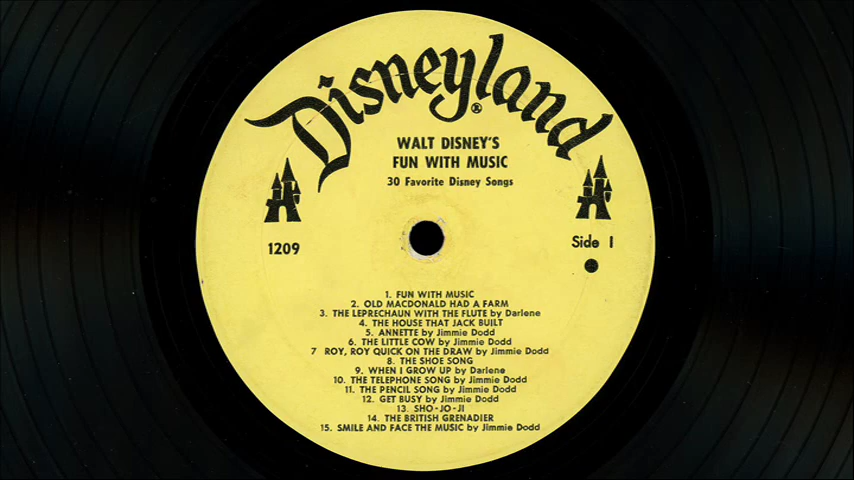 Disneyland®
WALT DISNEY'S
FUN WITH MUSIC
30 Favorite Disney Songs
1209
Side I
1. FUN WITH MUSIC
2. OLD MACDONALD HAD A FARM
3. THE LEPRECHAUN WITH THE FLUTE by Darlene
4. THE HOUSE THAT JACK BUILT
5. ANNETTE by Jimmie Dodd
6. THE LITTLE COW by Jimmie Dodd
7 ROY, ROY QUICK ON THE DRAW by Jimmie Dodd
8. THE SHOE SONG
9. WHEN I GROW UP by Darlene
10. THE TELEPHONE SONG by Jimmie Dodd
11. THE PENCIL SONG by Jimmie Dodd
12. GET BUSY by Jimmie Dodd
13. SHO-JO-JI
14. THE BRITISH GRENADIER
15. SMILE AND FACE THE MUSIC by Jimmie Dodd